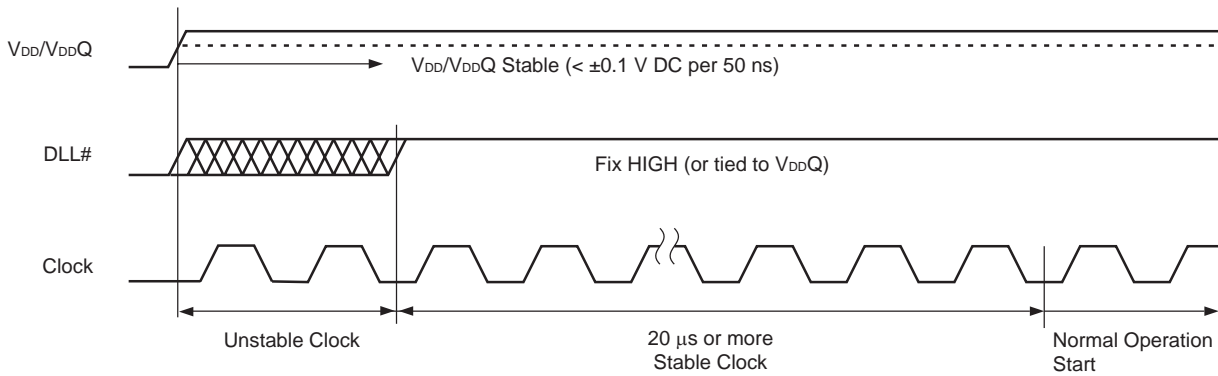 VDD/VDDQ
VDD/VDDQ Stable (< ±0.1 V DC per 50 ns)
DLL#
Fix HIGH (or tied to VDDQ)
Clock
Unstable Clock
20 μs or more
Stable Clock
Normal Operation
Start